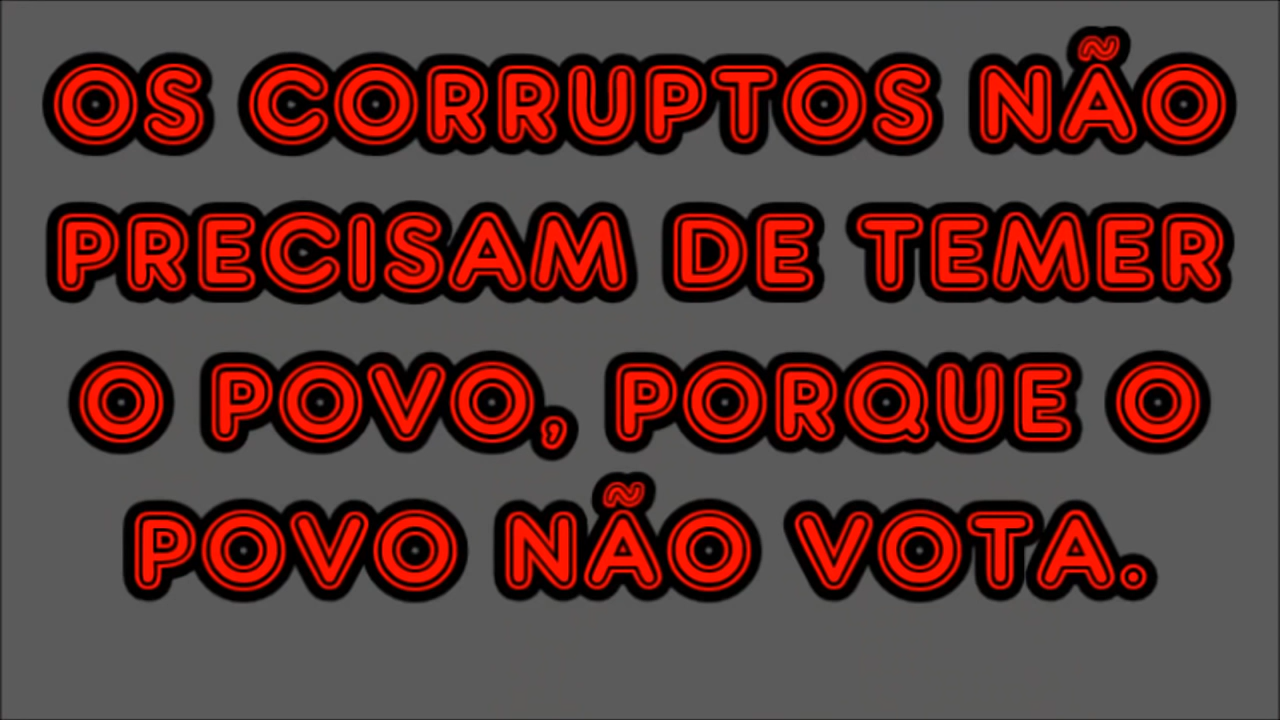 OS CORRUPTOS NÃO
PRECISAM DE TEMER
O POVO, PORQUE O
POVO NÃO VOTA.